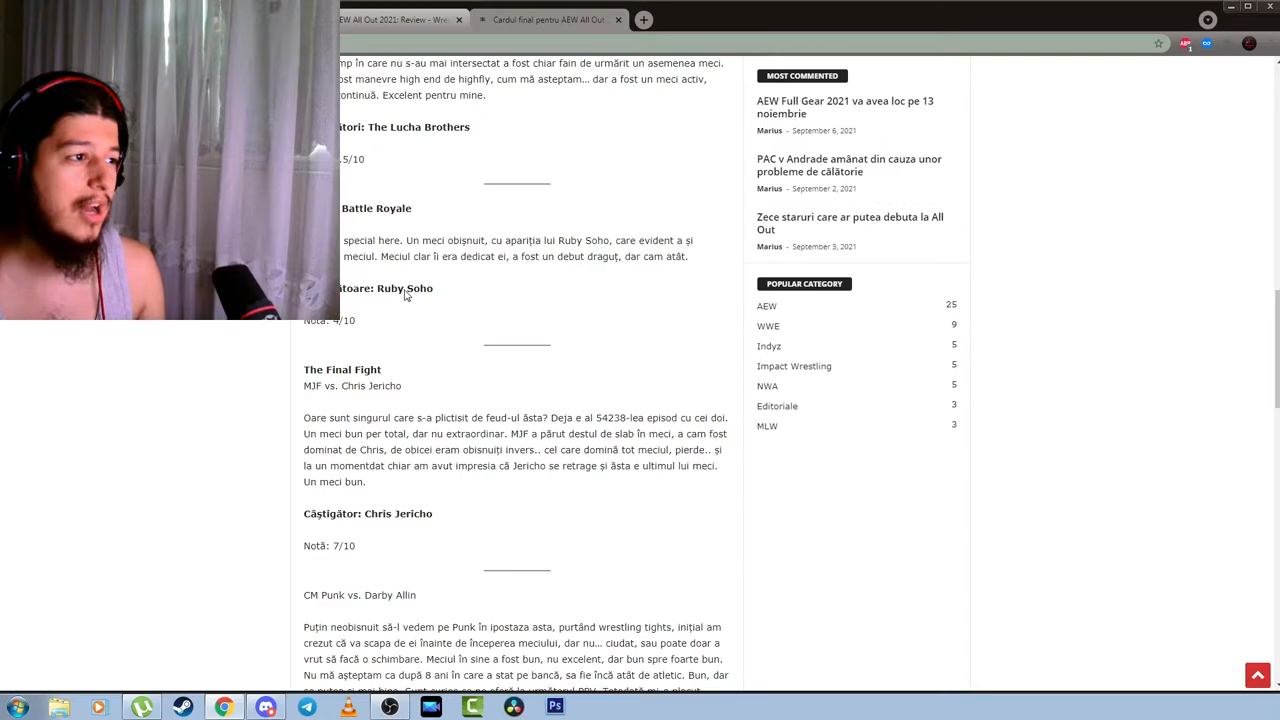 AEW All Out 2021: Review - Wre
Cardul final pentru AEW All Out
mp în care nu s-au mai intersectat a fost chiar fain de urmărit un asemenea meci.
ost manevre high end de highfly, cum mă asteptam... dar a fost un meci activ,
continuă. Excelent pentru mine.
ători: The Lucha Brothers
.5/10
Battle Royale
special here. Un meci obișnuit, cu apariția lui Ruby Soho, care evident a și
meciul. Meciul clar îi era dedicat ei, a fost un debut draguț, dar cam atât.
itoare: Ruby Soho
Notă: 4/10
The Final Fight
MJF vs. Chris Jericho
Oare sunt singurul care s-a plictisit de feud-ul ăsta? Deja e al 54238-lea episod cu cei doi.
Un meci bun per total, dar nu extraordinar. MJF a părut destul de slab în meci, a cam fost
dominat de Chris, de obicei eram obisnuiți invers.. cel care domină tot meciul, pierde.. și
la un momentdat chiar am avut impresia că Jericho se retrage și ăsta e ultimul lui meci.
Un meci bun.
Câștigător: Chris Jericho
Notă: 7/10
CM Punk vs. Darby Allin
Puțin neobisnuit să-l vedem pe Punk în ipostaza asta, purtând wrestling tights, inițial am
crezut că va scapa de ei înainte de începerea meciului, dar nu... ciudat, sau poate doar a
vrut să facă o schimbare. Meciul în sine a fost bun, nu excelent, dar bun spre foarte bun.
Nu mă așteptam ca după 8 ani în care a stat pe bancă, sa fie încă atât de atletic. Bun, dar
MOST COMMENTED
AEW Full Gear 2021 va avea loc pe 13
noiembrie
Marius - September 6, 2021
PAC v Andrade amânat din cauza unor
probleme de călătorie
Marius - September 2, 2021
Zece staruri care ar putea debuta la All
Out
Marius - September 3, 2021
POPULAR CATEGORY
AEW 25
WWE 9
Indyz 5
Impact Wrestling 5
NWA 5
Editoriale 3
MLW 3
Ps